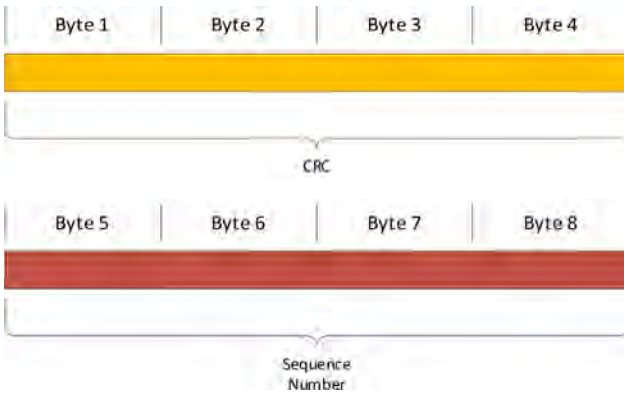 Byte 1 Byte 2 Byte 3 Byte 4
CRC
Byte 5 Byte 6 Byte 7 Byte 8
Sequence
Number